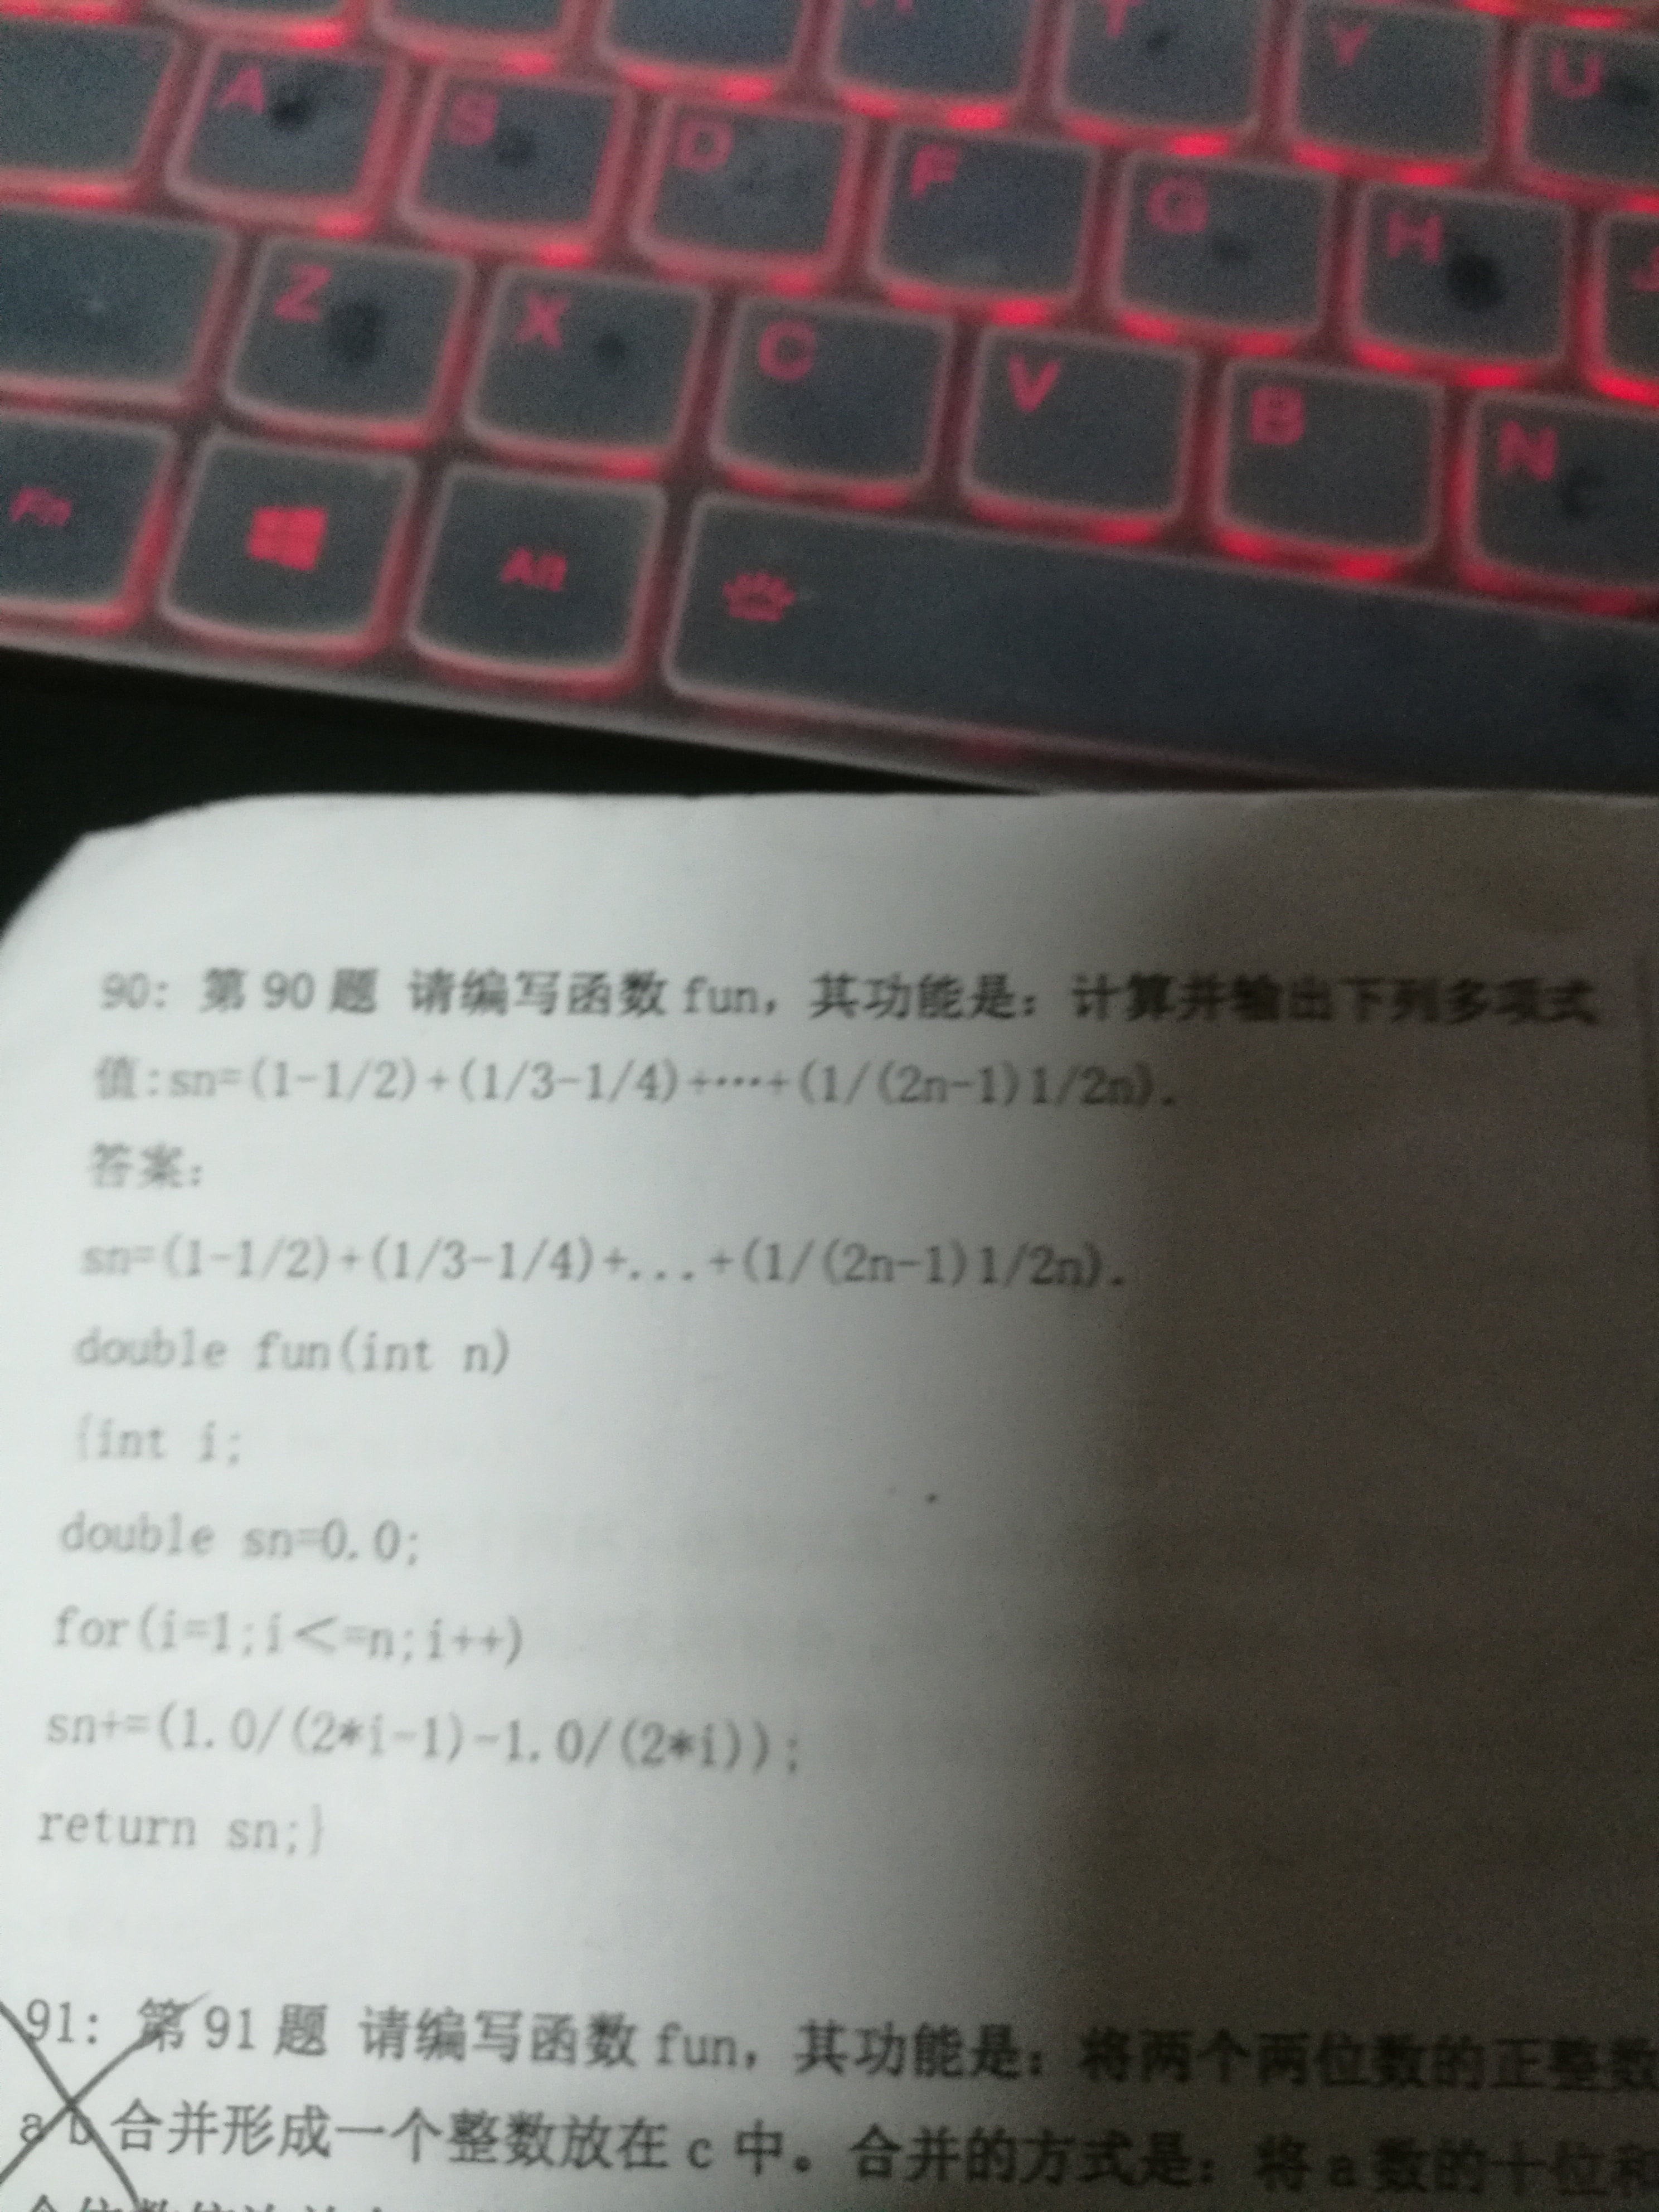 T Y U
A S D F G H J
Z X C V B N
Fn Alt
90: 第 90 题 请编写函数 fun，其功能是：计算并输出下列多项式
值:sn=(1-1/2)+(1/3-1/4)+…+(1/(2n-1)1/2n).
答案：
sn=(1-1/2)+(1/3-1/4)+...+(1/(2n-1)1/2n).
double fun(int n)
{int i;
double sn=0.0;
for(i=1;i<=n;i++)
sn+=(1.0/(2*i-1)-1.0/(2*i));
return sn;}
91: 第 91 题 请编写函数 fun，其功能是：将两个两位数的正整数
a b 合并形成一个整数放在 c 中。合并的方式是：将 a 数的十位和